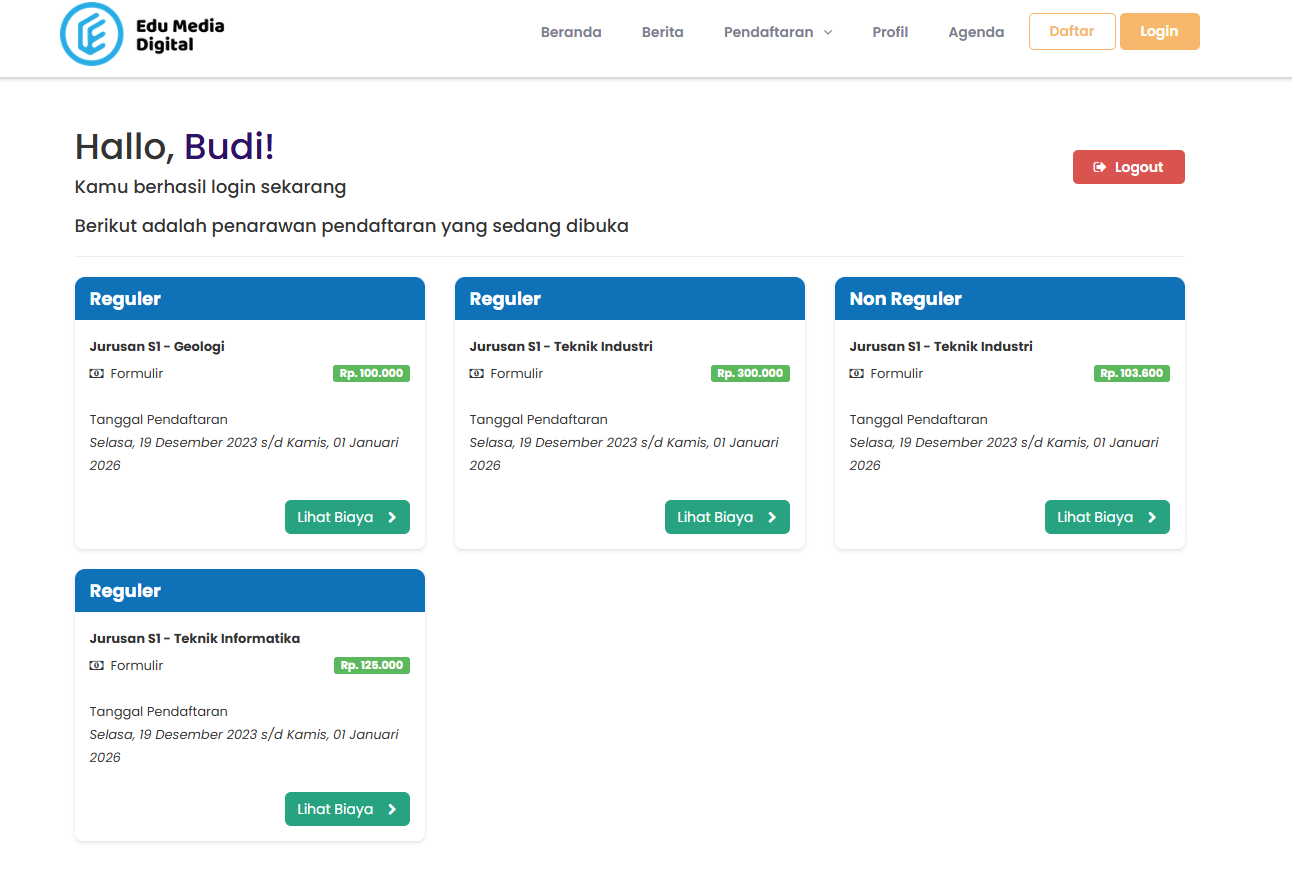 Edu Media
Digital
Beranda
Berita
Pendaftaran
Profil
Agenda
Daftar
Login
Hallo, Budi!
Kamu berhasil login sekarang
Logout
Berikut adalah penarawan pendaftaran yang sedang dibuka
Reguler
Jurusan S1 - Geologi
Formulir
Rp. 100.000
Tanggal Pendaftaran
Selasa, 19 Desember 2023 s/d Kamis, 01 Januari
2026
Lihat Biaya
Reguler
Jurusan S1 - Teknik Industri
Formulir
Rp. 300.000
Tanggal Pendaftaran
Selasa, 19 Desember 2023 s/d Kamis, 01 Januari
2026
Lihat Biaya
Non Reguler
Jurusan S1 - Teknik Industri
Formulir
Rp. 103.600
Tanggal Pendaftaran
Selasa, 19 Desember 2023 s/d Kamis, 01 Januari
2026
Lihat Biaya
Reguler
Jurusan S1 - Teknik Informatika
Formulir
Rp. 125.000
Tanggal Pendaftaran
Selasa, 19 Desember 2023 s/d Kamis, 01 Januari
2026
Lihat Biaya